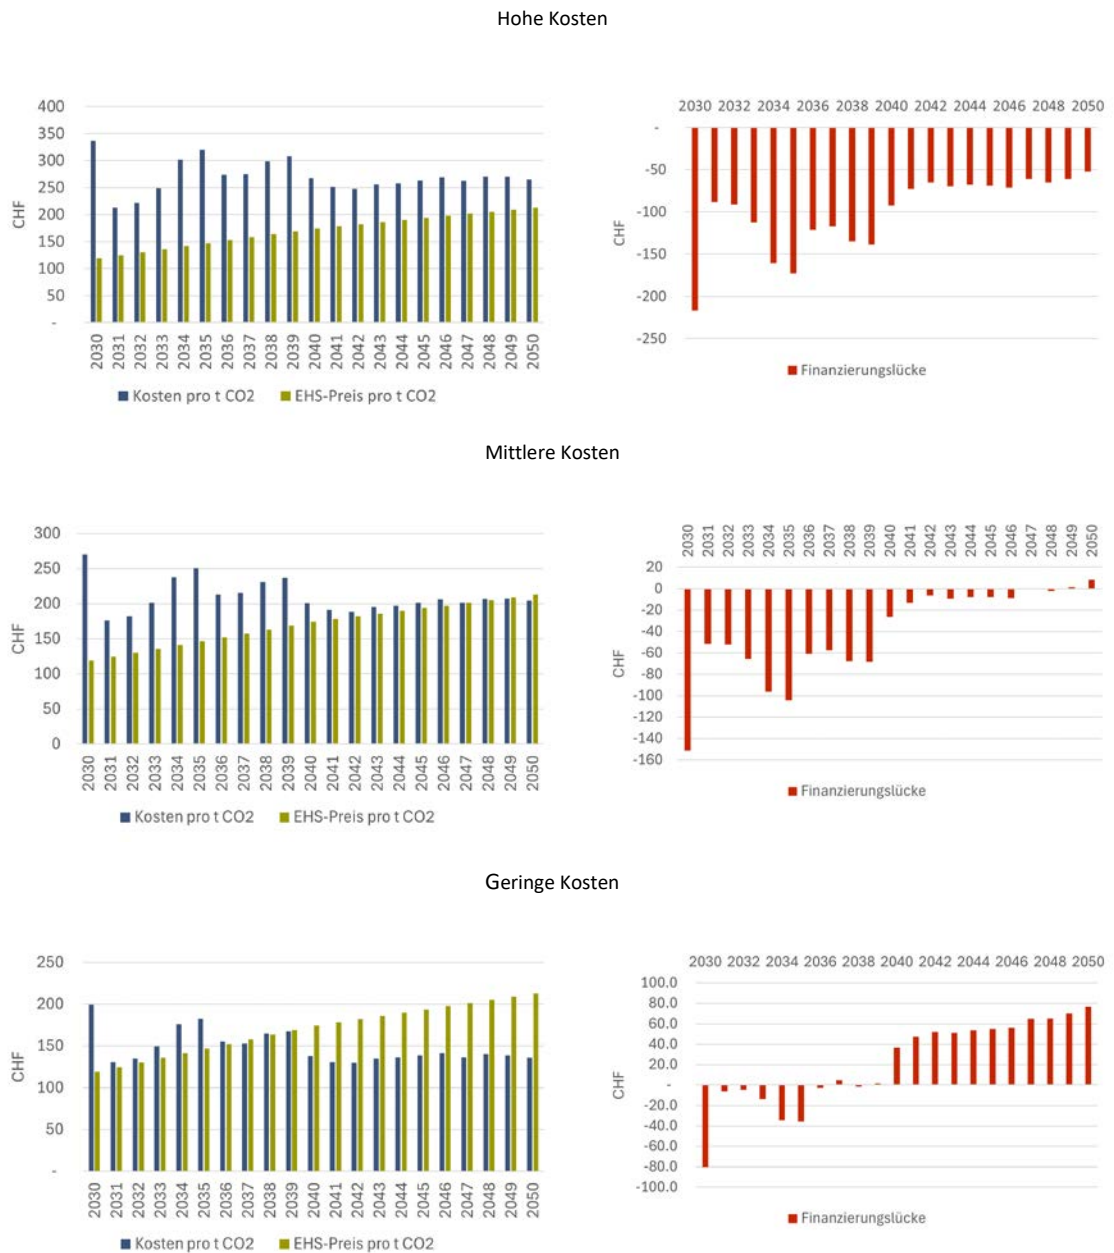 Hohe Kosten
400
350
300
250
200
150
100
50
-
CHF
2030 2031 2032 2033 2034 2035 2036 2037 2038 2039 2040 2041 2042 2043 2044 2045 2046 2047 2048 2049 2050
Kosten pro t CO2 EHS-Preis pro t CO2
2030 2032 2034 2036 2038 2040 2042 2044 2046 2048 2050
-
-50
-100
-150
-200
-250
CHF
Finanzierungslücke
Mittlere Kosten
300
250
200
150
100
50
0
CHF
2030 2031 2032 2033 2034 2035 2036 2037 2038 2039 2040 2041 2042 2043 2044 2045 2046 2047 2048 2049 2050
Kosten pro t CO2 EHS-Preis pro t CO2
2030 2031 2032 2033 2034 2035 2036 2037 2038 2039 2040 2041 2042 2043 2044 2045 2046 2047 2048 2049 2050
20
0
-20
-40
-60
-80
-100
-120
-140
-160
CHF
Finanzierungslücke
Geringe Kosten
250
200
150
100
50
-
CHF
2030 2031 2032 2033 2034 2035 2036 2037 2038 2039 2040 2041 2042 2043 2044 2045 2046 2047 2048 2049 2050
Kosten pro t CO2 EHS-Preis pro t CO2
2030 2032 2034 2036 2038 2040 2042 2044 2046 2048 2050
100.0
80.0
60.0
40.0
20.0
-
-20.0
-40.0
-60.0
-80.0
-100.0
CHF
Finanzierungslücke